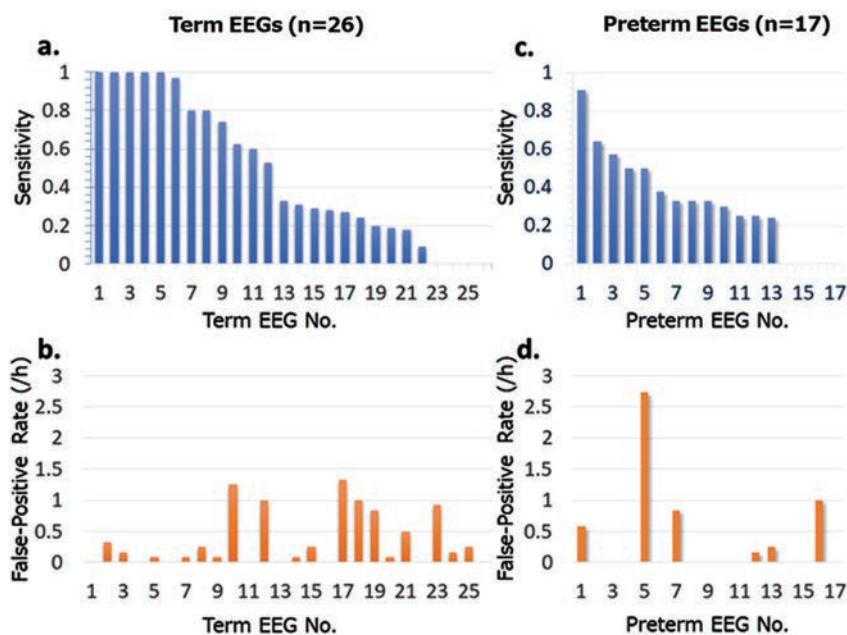 Term EEGs (n=26)
a.
Sensitivity
1
0.8
0.6
0.4
0.2
0
1 3 5 7 9 11 13 15 17 19 21 23 25
Term EEG No.
b.
False-Positive Rate (/h)
3
2.5
2
1.5
1
0.5
0
1 3 5 7 9 11 13 15 17 19 21 23 25
Term EEG No.
Preterm EEGs (n=17)
c.
Sensitivity
1
0.8
0.6
0.4
0.2
0
1 3 5 7 9 11 13 15 17
Preterm EEG No.
d.
False-Positive Rate (/h)
3
2.5
2
1.5
1
0.5
0
1 3 5 7 9 11 13 15 17
Preterm EEG No.